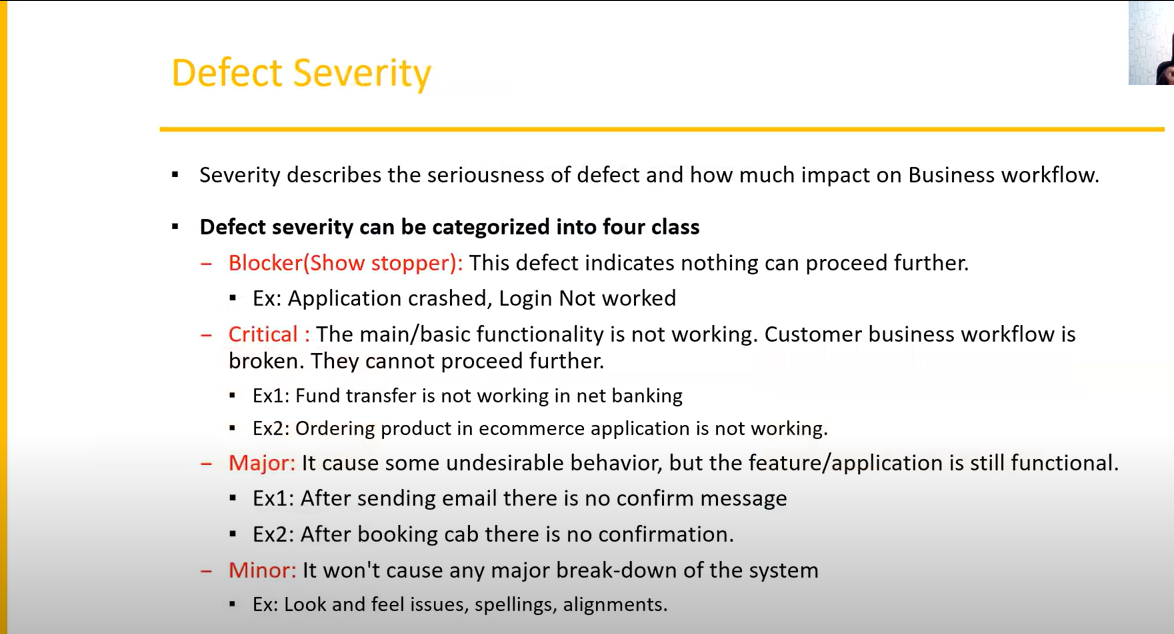 Defect Severity
▪ Severity describes the seriousness of defect and how much impact on Business workflow.
▪ Defect severity can be categorized into four class
– Blocker(Show stopper): This defect indicates nothing can proceed further.
▪ Ex: Application crashed, Login Not worked
– Critical : The main/basic functionality is not working. Customer business workflow is
broken. They cannot proceed further.
▪ Ex1: Fund transfer is not working in net banking
▪ Ex2: Ordering product in ecommerce application is not working.
– Major: It cause some undesirable behavior, but the feature/application is still functional.
▪ Ex1: After sending email there is no confirm message
▪ Ex2: After booking cab there is no confirmation.
– Minor: It won't cause any major break-down of the system
▪ Ex: Look and feel issues, spellings, alignments.